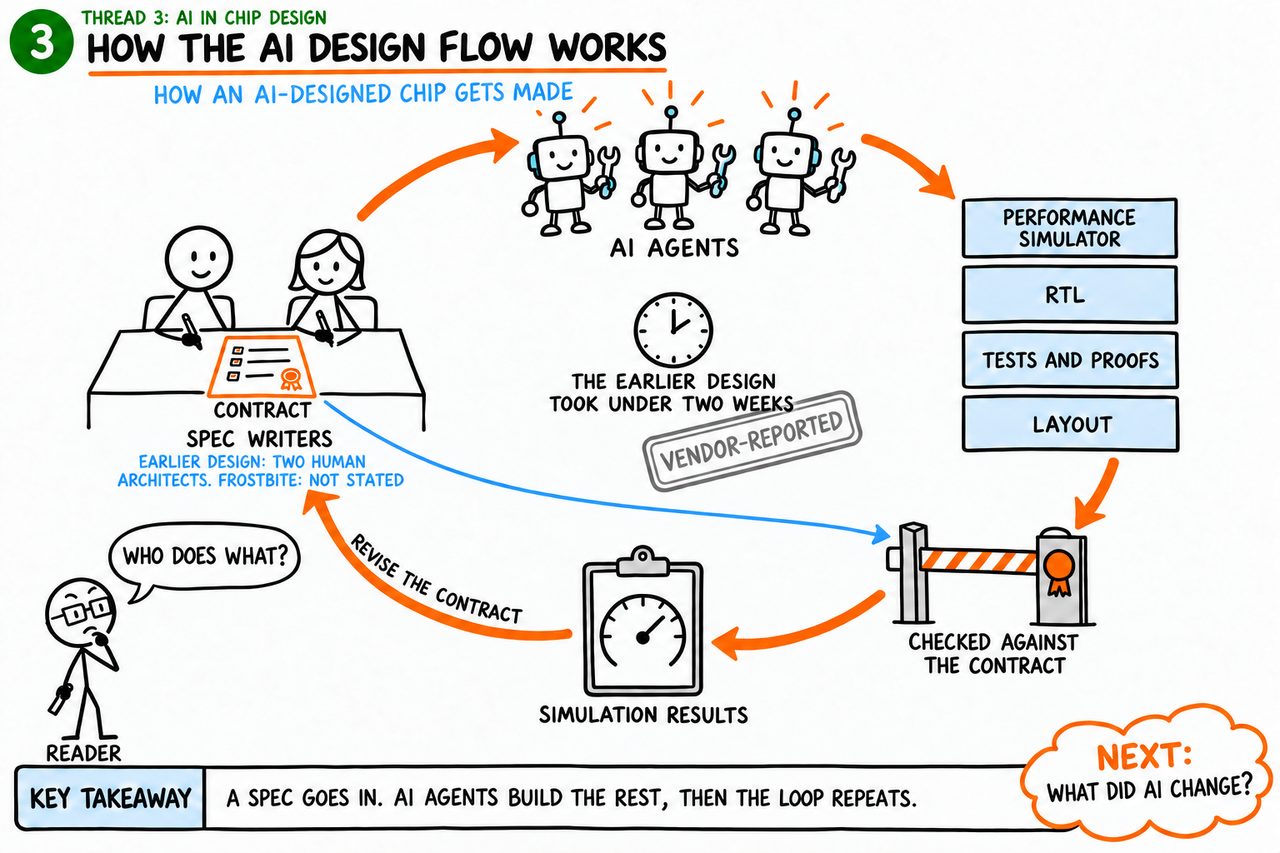 3
THREAD 3: AI IN CHIP DESIGN
HOW THE AI DESIGN FLOW WORKS
HOW AN AI-DESIGNED CHIP GETS MADE
AI AGENTS
PERFORMANCE
SIMULATOR
RTL
TESTS AND PROOFS
LAYOUT
THE EARLIER DESIGN
TOOK UNDER TWO WEEKS
VENDOR-REPORTED
CONTRACT
SPEC WRITERS
EARLIER DESIGN: TWO HUMAN
ARCHITECTS. FROSTBITE: NOT STATED
CHECKED AGAINST
THE CONTRACT
SIMULATION RESULTS
REVISE THE CONTRACT
WHO DOES WHAT?
READER
KEY TAKEAWAY
A SPEC GOES IN. AI AGENTS BUILD THE REST, THEN THE LOOP REPEATS.
NEXT:
WHAT DID AI CHANGE?